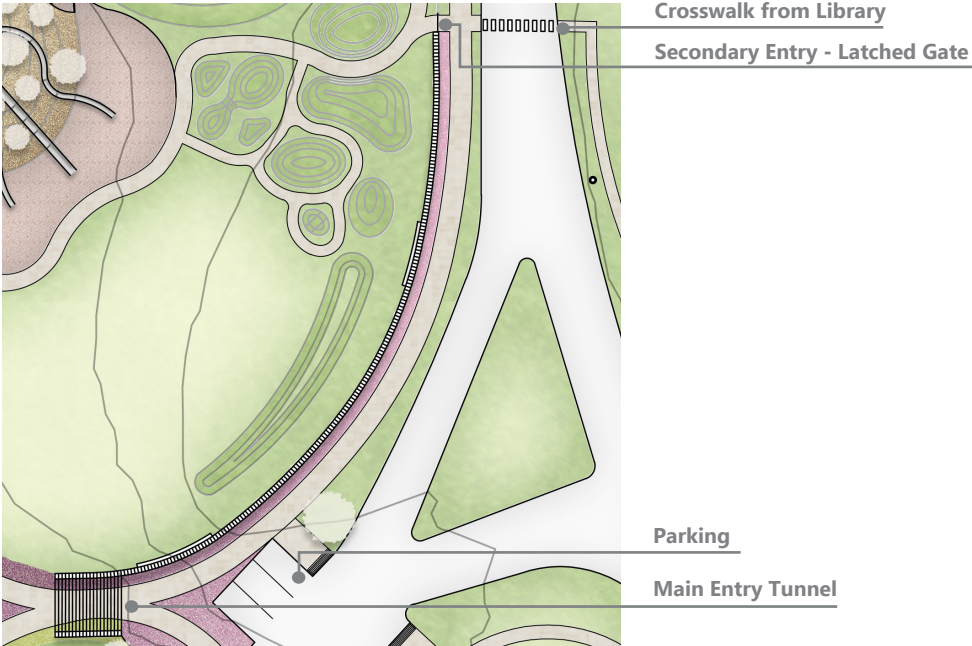 Crosswalk from Library
Secondary Entry - Latched Gate
Parking
Main Entry Tunnel